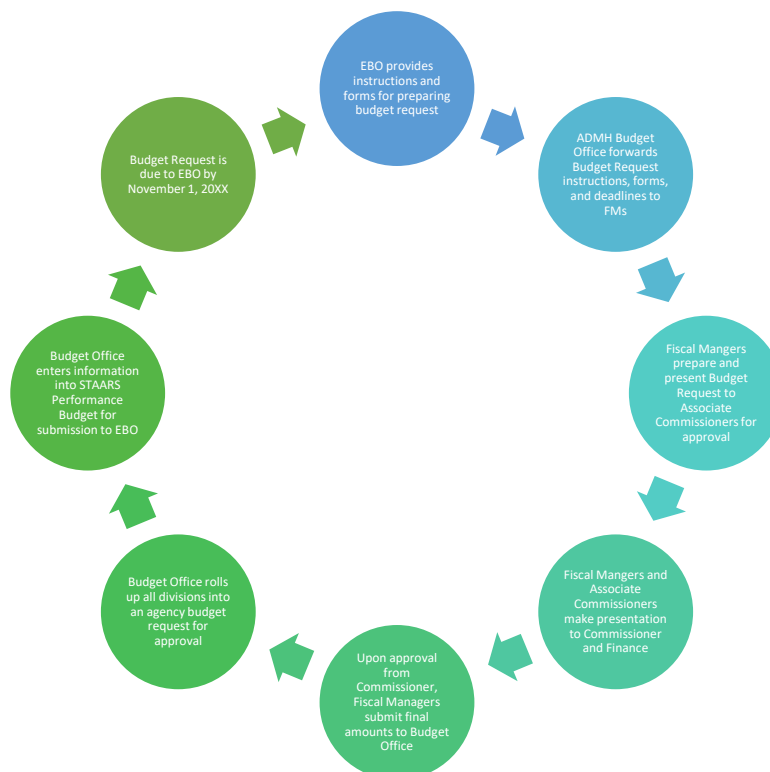 EBO provides
instructions and
forms for preparing
budget request
ADMH Budget
Office forwards
Budget Request
instructions, forms,
and deadlines to
FMs
Fiscal Mangers
prepare and
present Budget
Request to
Associate
Commissioners for
approval
Fiscal Mangers and
Associate
Commissioners
make presentation
to Commissioner
and Finance
Upon approval
from
Commissioner,
Fiscal Managers
submit final
amounts to Budget
Office
Budget Office rolls
up all divisions into
an agency budget
request for
approval
Budget Office
enters information
into STAARS
Performance
Budget for
submission to EBO
Budget Request is
due to EBO by
November 1, 20XX